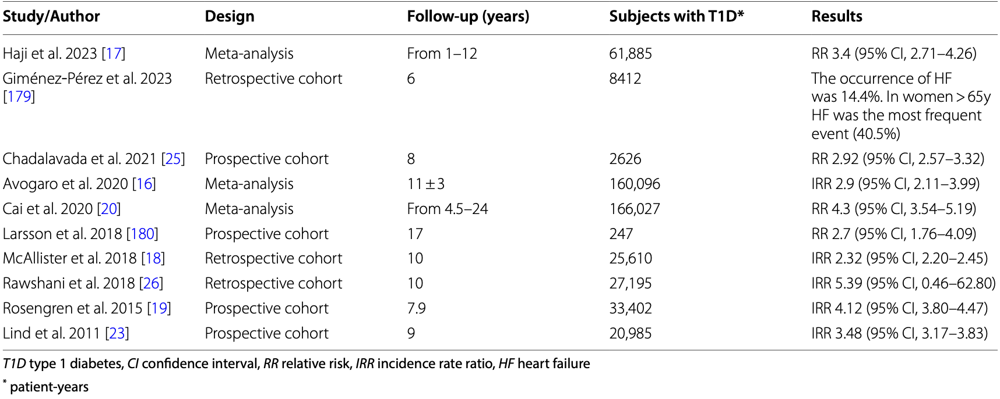 Study/Author Design Follow-up (years) Subjects with T1D* Results
Haji et al. 2023 [17] Meta-analysis From 1–12 61,885 RR 3.4 (95% CI, 2.71–4.26)
Giménez-Pérez et al. 2023 Retrospective cohort 6 8412 The occurrence of HF
[179] was 14.4%. In women > 65y
HF was the most frequent
event (40.5%)
Chadalavada et al. 2021 [25] Prospective cohort 8 2626 RR 2.92 (95% CI, 2.57–3.32)
Avogaro et al. 2020 [16] Meta-analysis 11 ± 3 160,096 IRR 2.9 (95% CI, 2.11–3.99)
Cai et al. 2020 [20] Meta-analysis From 4.5–24 166,027 RR 4.3 (95% CI, 3.54–5.19)
Larsson et al. 2018 [180] Prospective cohort 17 247 RR 2.7 (95% CI, 1.76–4.09)
McAllister et al. 2018 [18] Retrospective cohort 10 25,610 IRR 2.32 (95% CI, 2.20–2.45)
Rawshani et al. 2018 [26] Retrospective cohort 10 27,195 IRR 5.39 (95% CI, 0.46–62.80)
Rosengren et al. 2015 [19] Prospective cohort 7.9 33,402 IRR 4.12 (95% CI, 3.80–4.47)
Lind et al. 2011 [23] Prospective cohort 9 20,985 IRR 3.48 (95% CI, 3.17–3.83)
T1D type 1 diabetes, CI confidence interval, RR relative risk, IRR incidence rate ratio, HF heart failure
* patient-years